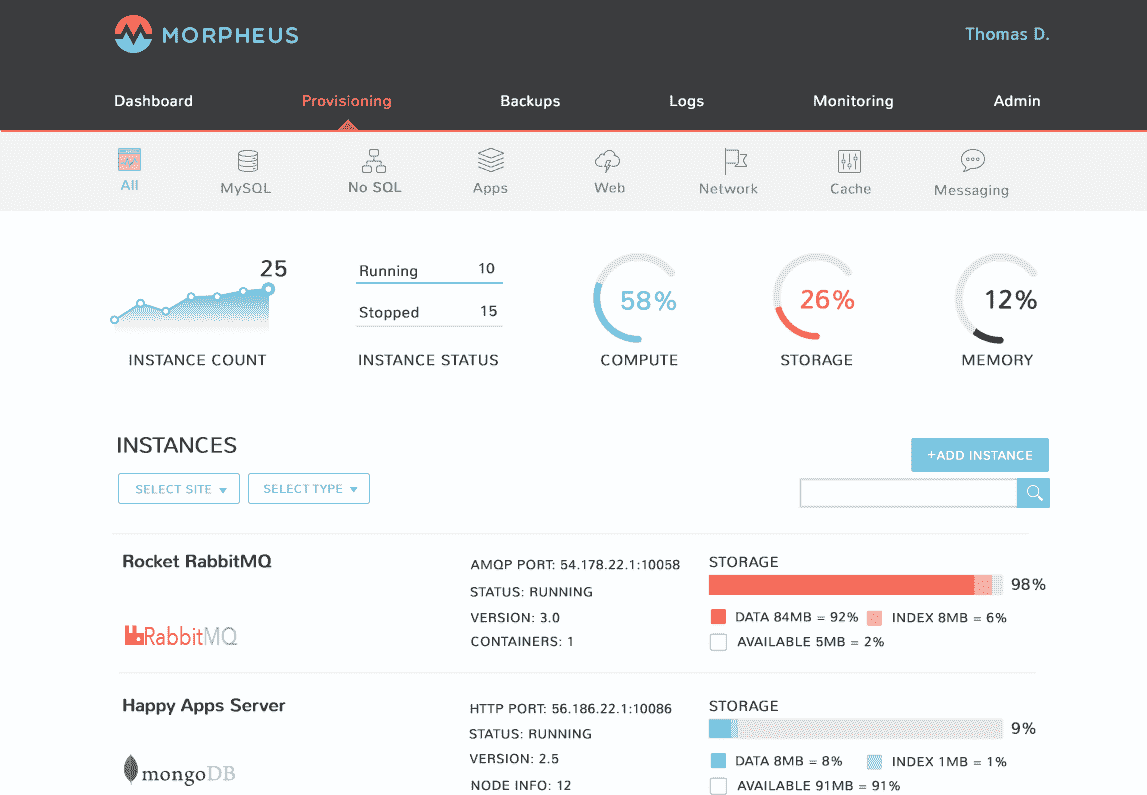 MORPHEUS
Thomas D.
Dashboard Provisioning Backups Logs Monitoring Admin
All MySQL No SQL Apps Web Network Cache Messaging
25
Running 10
Stopped 15
58% 26% 12%
INSTANCE COUNT INSTANCE STATUS COMPUTE STORAGE MEMORY
INSTANCES
+ADD INSTANCE
SELECT SITE SELECT TYPE
Rocket RabbitMQ
RabbitMQ
AMQP PORT: 54.178.22.1:10058
STATUS: RUNNING
VERSION: 3.0
CONTAINERS: 1
STORAGE
98%
DATA 84MB = 92% INDEX 8MB = 6%
AVAILABLE 5MB = 2%
Happy Apps Server
mongoDB
HTTP PORT: 56.186.22.1:10086
STATUS: RUNNING
VERSION: 2.5
NODE INFO: 12
STORAGE
9%
DATA 8MB = 8% INDEX 1MB = 1%
AVAILABLE 91MB = 91%